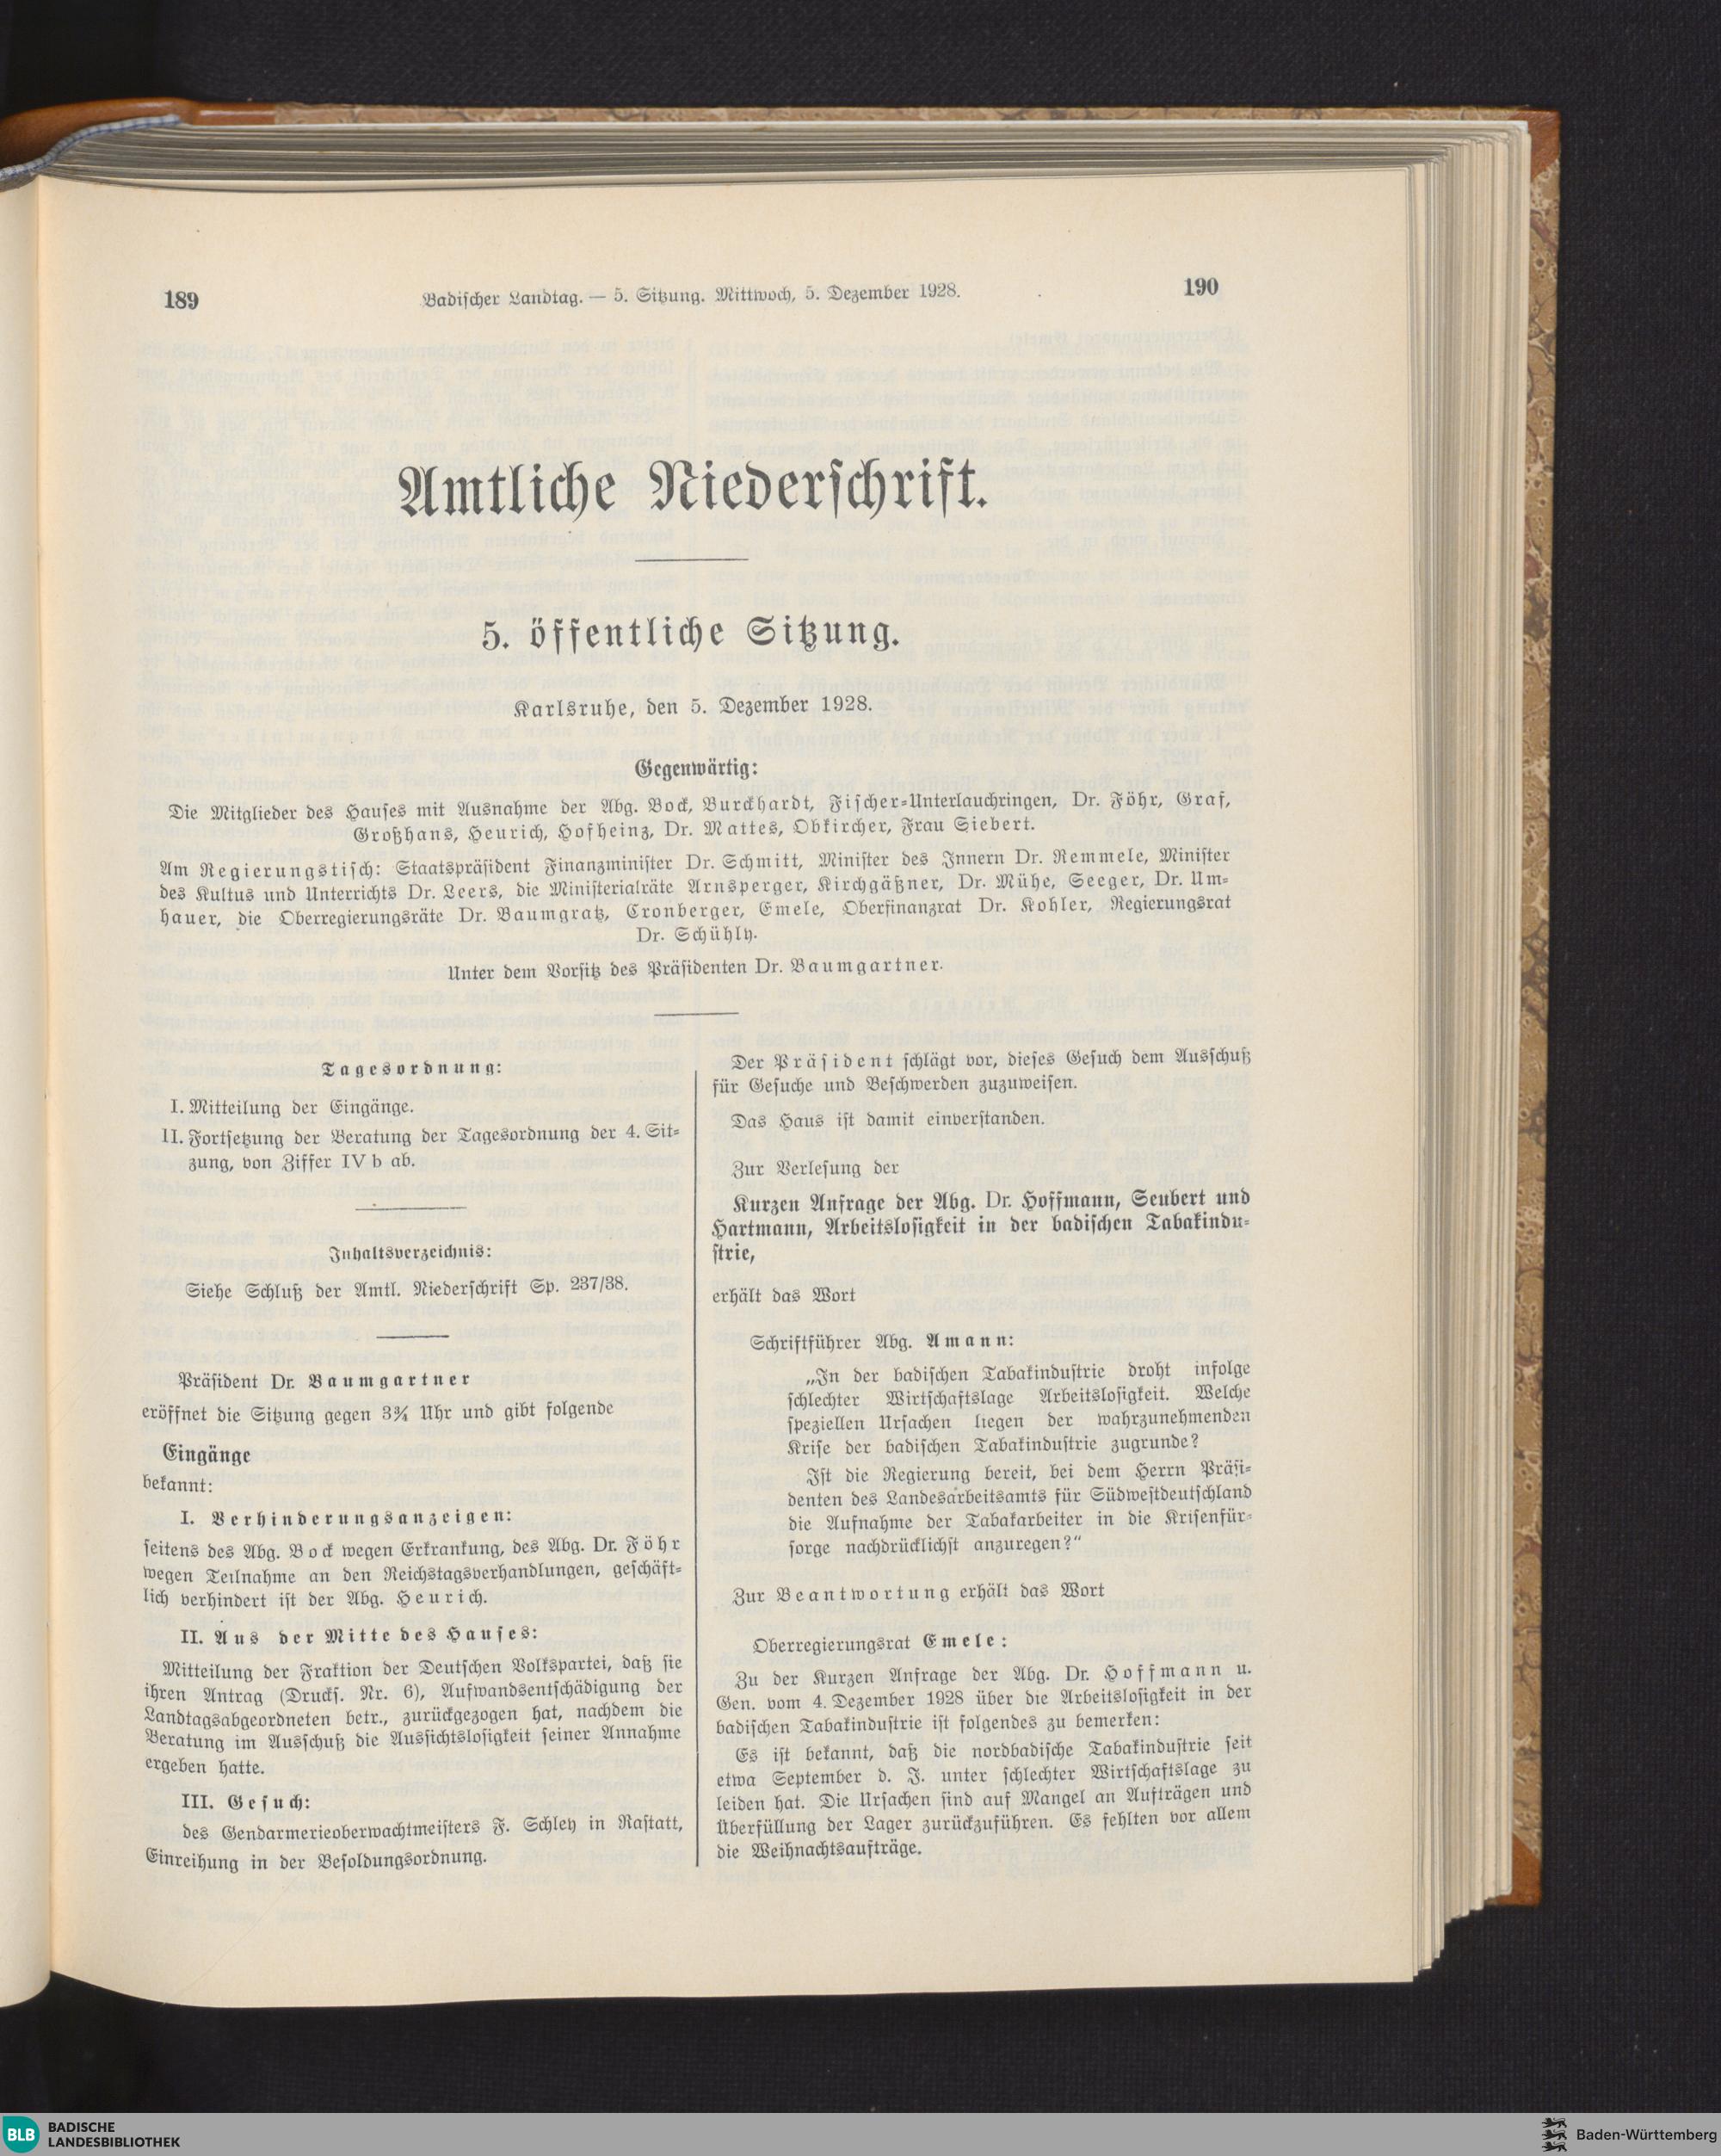 189
Badischer Landtag. — 5. Sitzung. Mittwoch, 5. Dezember 1928.
190
Amtliche Niederschrift.
5. öffentliche Sitzung.
Karlsruhe, den 5. Dezember 1928.
Gegenwärtig:
Die Mitglieder des Hauses mit Ausnahme der Abg. Bock, Burckhardt, Fischer-Unterlauchringen, Dr. Föhr, Graf,
Großhans, Heurich, Hofheinz, Dr. Mattes, Obkircher, Frau Siebert.
Am Regierungstisch: Staatspräsident Finanzminister Dr. Schmitt, Minister des Innern Dr. Remmele, Minister
des Kultus und Unterrichts Dr. Leers, die Ministerialräte Arnsperger, Kirchgäßner, Dr. Mühe, Seeger, Dr. Um-
hauer, die Oberregierungsräte Dr. Baumgratz, Cronberger, Emele, Oberfinanzrat Dr. Kohler, Regierungsrat
Dr. Schühly.
Unter dem Vorsitz des Präsidenten Dr. Baumgartner.
Tagesordnung:
I. Mitteilung der Eingänge.
II. Fortsetzung der Beratung der Tagesordnung der 4. Sit-
zung, von Ziffer IV b ab.
Inhaltsverzeichnis:
Siehe Schluß der Amtl. Niederschrift Sp. 237/38.
Präsident Dr. Baumgartner
eröffnet die Sitzung gegen 3¾ Uhr und gibt folgende
Eingänge
bekannt:
I. Verhinderungsanzeigen:
seitens des Abg. Bock wegen Erkrankung, des Abg. Dr. Föhr
wegen Teilnahme an den Reichstagsverhandlungen, geschäft-
lich verhindert ist der Abg. Heurich.
II. Aus der Mitte des Hauses:
Mitteilung der Fraktion der Deutschen Volkspartei, daß sie
ihren Antrag (Drucks. Nr. 6), Aufwandsentschädigung der
Landtagsabgeordneten betr., zurückgezogen hat, nachdem die
Beratung im Ausschuß die Aussichtslosigkeit seiner Annahme
ergeben hatte.
III. Gesuch:
des Gendarmerieoberwachtmeisters F. Schley in Rastatt,
Einreihung in der Besoldungsordnung.
Der Präsident schlägt vor, dieses Gesuch dem Ausschuß
für Gesuche und Beschwerden zuzuweisen.
Das Haus ist damit einverstanden.
Zur Verlesung der
Kurzen Anfrage der Abg. Dr. Hoffmann, Seubert und
Hartmann, Arbeitslosigkeit in der badischen Tabakindu-
strie,
erhält das Wort
Schriftführer Abg. Amann:
„In der badischen Tabakindustrie droht infolge
schlechter Wirtschaftslage Arbeitslosigkeit. Welche
speziellen Ursachen liegen der wahrzunehmenden
Krise der badischen Tabakindustrie zugrunde?
Ist die Regierung bereit, bei dem Herrn Präsi-
denten des Landesarbeitsamts für Südwestdeutschland
die Aufnahme der Tabakarbeiter in die Krisenfür-
sorge nachdrücklichst anzuregen?“
Zur Beantwortung erhält das Wort
Oberregierungsrat Emele:
Zu der Kurzen Anfrage der Abg. Dr. Hoffmann u.
Gen. vom 4. Dezember 1928 über die Arbeitslosigkeit in der
badischen Tabakindustrie ist folgendes zu bemerken:
Es ist bekannt, daß die nordbadische Tabakindustrie seit
etwa September d. J. unter schlechter Wirtschaftslage zu
leiden hat. Die Ursachen sind auf Mangel an Aufträgen und
Überfüllung der Lager zurückzuführen. Es fehlten vor allem
die Weihnachtsaufträge.
BLB BADISCHE
LANDESBIBLIOTHEK
Baden-Württemberg